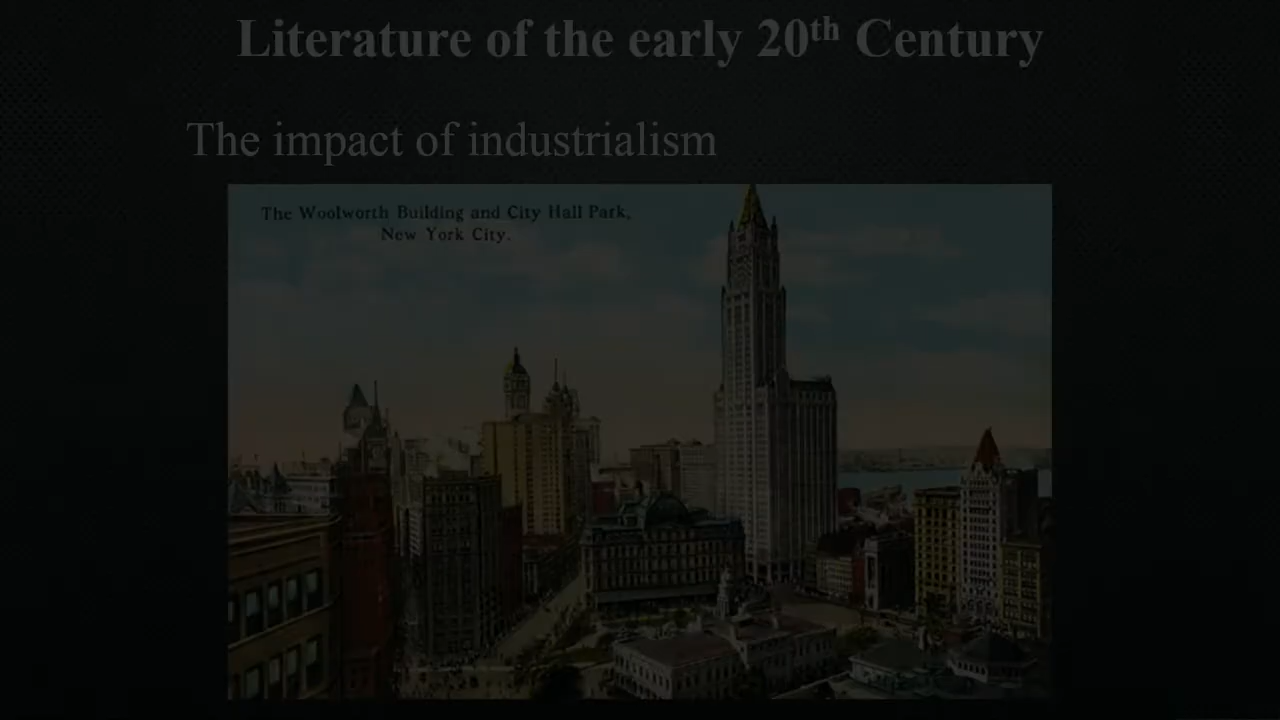 Literature of the early 20th Century
The impact of industrialism
The Woolworth Building and City Hall Park,
New York City.